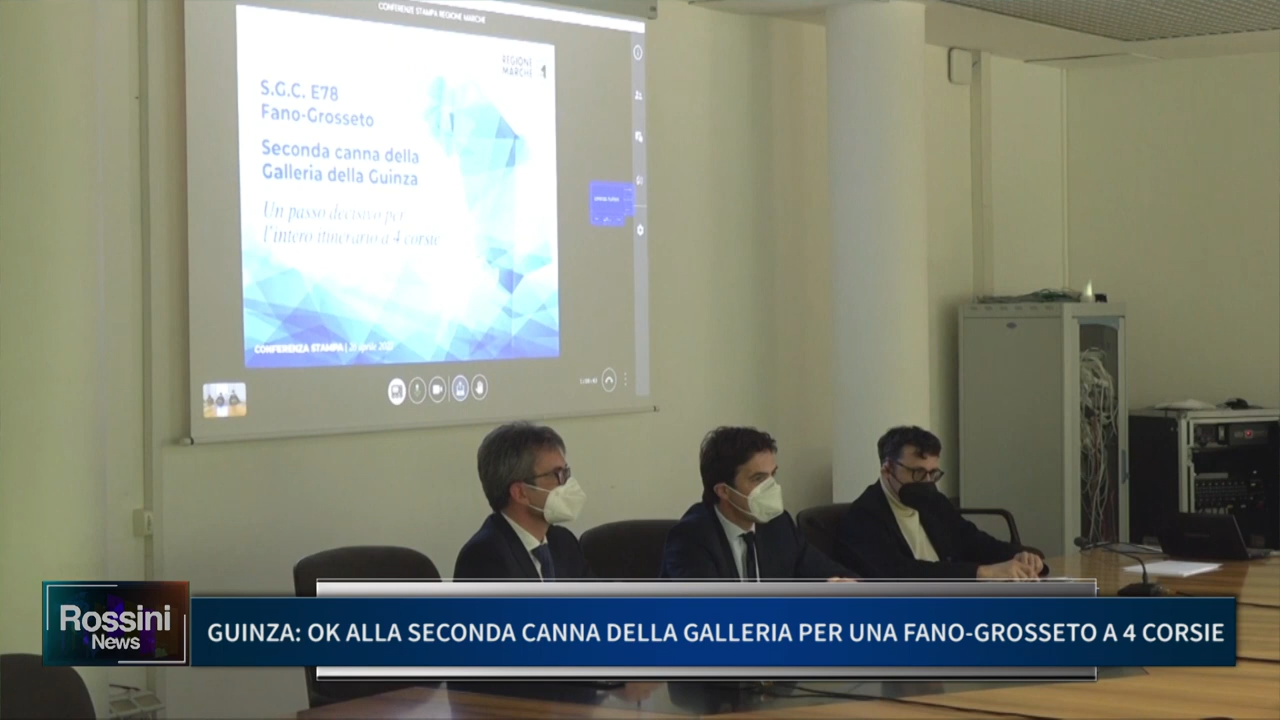 CONFERENZE STAMPA REGIONE MARCHE
REGIONE
MARCHE
S.G.C. E78
Fano-Grosseto
Seconda canna della
Galleria della Guinza
Un passo decisivo per
l'intero itinerario a 4 corsie
CONFERENZA STAMPA | aprile
Rossini
News
GUINZA: OK ALLA SECONDA CANNA DELLA GALLERIA PER UNA FANO-GROSSETO A 4 CORSIE